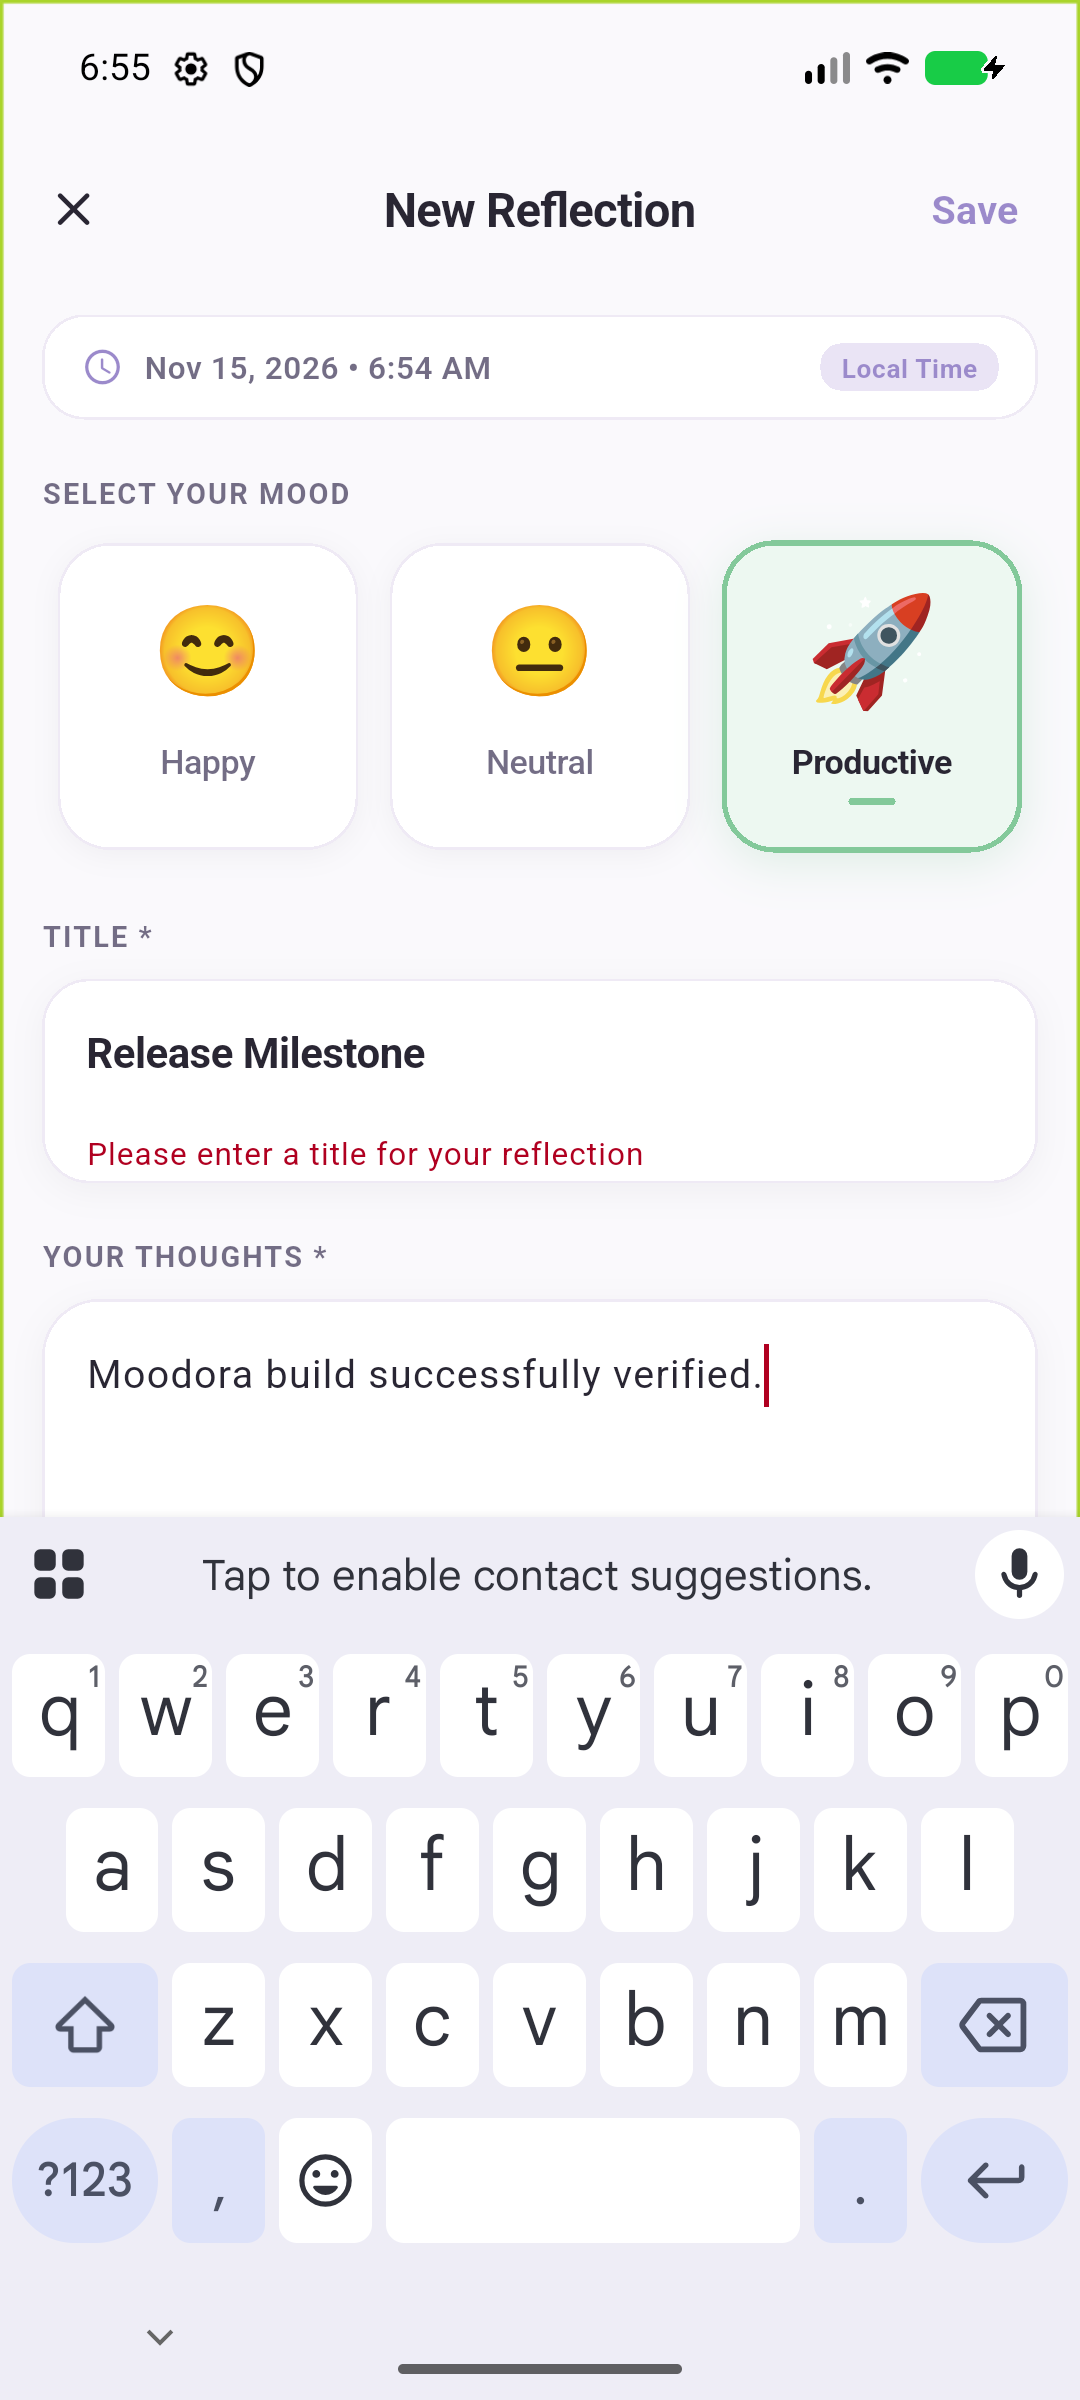 6:55
New Reflection
Save
Nov 15, 2026 • 6:54 AM
Local Time
SELECT YOUR MOOD
Happy
Neutral
Productive
TITLE *
Release Milestone
Please enter a title for your reflection
YOUR THOUGHTS *
Moodora build successfully verified.
Tap to enable contact suggestions.
q1 w2 e3 r4 t5 y6 u7 i8 o9 p0
a s d f g h j k l
z x c v b n m
?123 , .